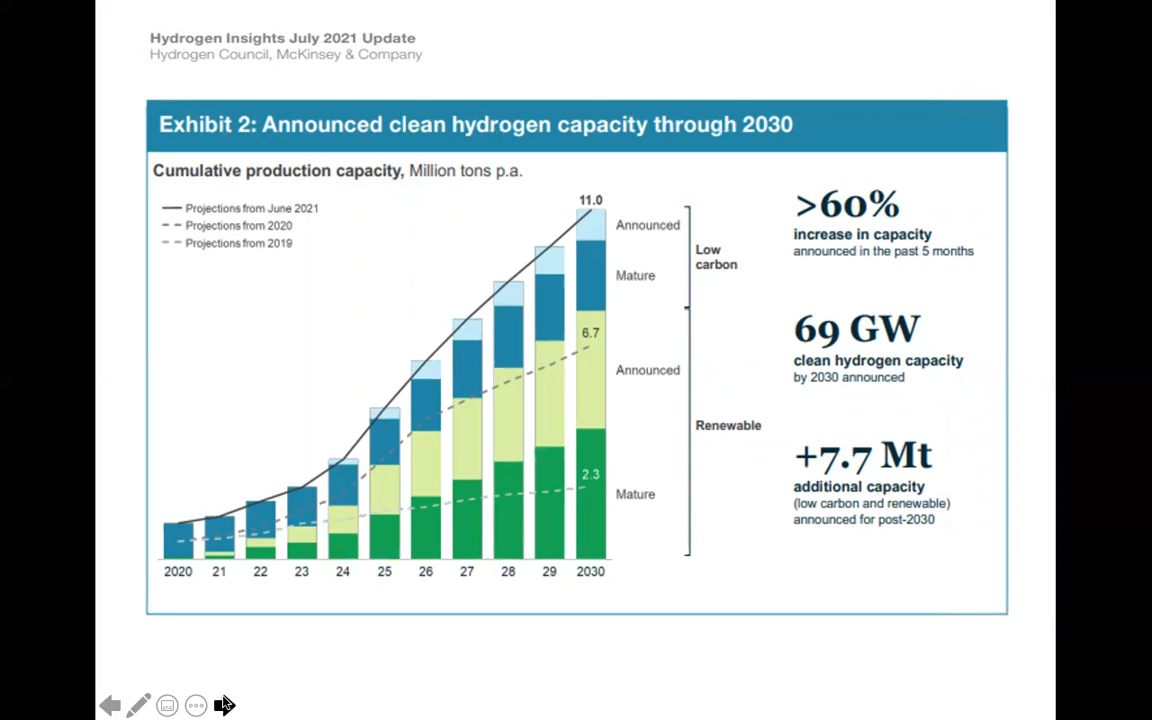 Hydrogen Insights July 2021 Update
Hydrogen Council, McKinsey & Company
Exhibit 2: Announced clean hydrogen capacity through 2030
Cumulative production capacity, Million tons p.a.
Projections from June 2021
Projections from 2020
Projections from 2019
11.0
Announced
Mature
Low
carbon
6.7
Announced
Renewable
2.3
Mature
2020 21 22 23 24 25 26 27 28 29 2030
>60%
increase in capacity
announced in the past 5 months
69 GW
clean hydrogen capacity
by 2030 announced
+7.7 Mt
additional capacity
(low carbon and renewable)
announced for post-2030